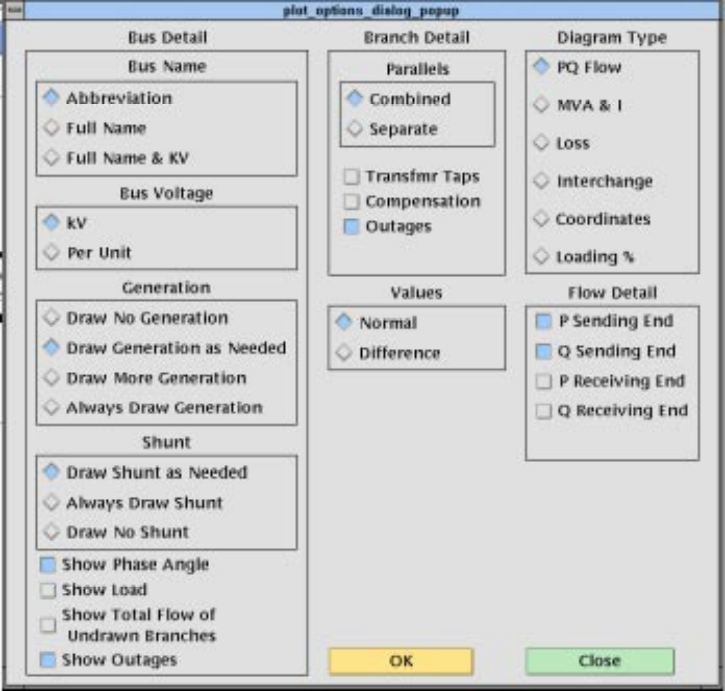 plot_options_dialog_popup
Bus Detail
Bus Name
Abbreviation
Full Name
Full Name & KV
Bus Voltage
kV
Per Unit
Generation
Draw No Generation
Draw Generation as Needed
Draw More Generation
Always Draw Generation
Shunt
Draw Shunt as Needed
Always Draw Shunt
Draw No Shunt
Show Phase Angle
Show Load
Show Total Flow of
Undrawn Branches
Show Outages
Branch Detail
Parallels
Combined
Separate
Transfmr Taps
Compensation
Outages
Values
Normal
Difference
Diagram Type
PQ Flow
MVA & I
Loss
Interchange
Coordinates
Loading %
Flow Detail
P Sending End
Q Sending End
P Receiving End
Q Receiving End
OK
Close